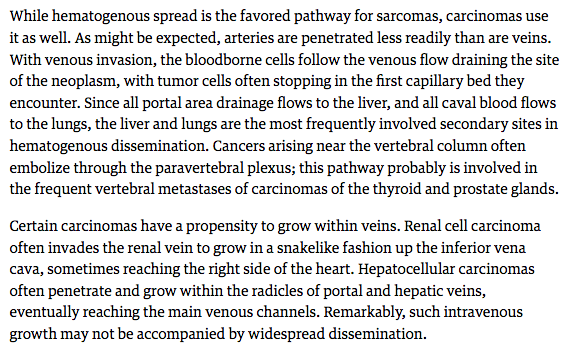 While hematogenous spread is the favored pathway for sarcomas, carcinomas use
it as well. As might be expected, arteries are penetrated less readily than are veins.
With venous invasion, the bloodborne cells follow the venous flow draining the site
of the neoplasm, with tumor cells often stopping in the first capillary bed they
encounter. Since all portal area drainage flows to the liver, and all caval blood flows
to the lungs, the liver and lungs are the most frequently involved secondary sites in
hematogenous dissemination. Cancers arising near the vertebral column often
embolize through the paravertebral plexus; this pathway probably is involved in
the frequent vertebral metastases of carcinomas of the thyroid and prostate glands.
Certain carcinomas have a propensity to grow within veins. Renal cell carcinoma
often invades the renal vein to grow in a snakelike fashion up the inferior vena
cava, sometimes reaching the right side of the heart. Hepatocellular carcinomas
often penetrate and grow within the radicles of portal and hepatic veins,
eventually reaching the main venous channels. Remarkably, such intravenous
growth may not be accompanied by widespread dissemination.